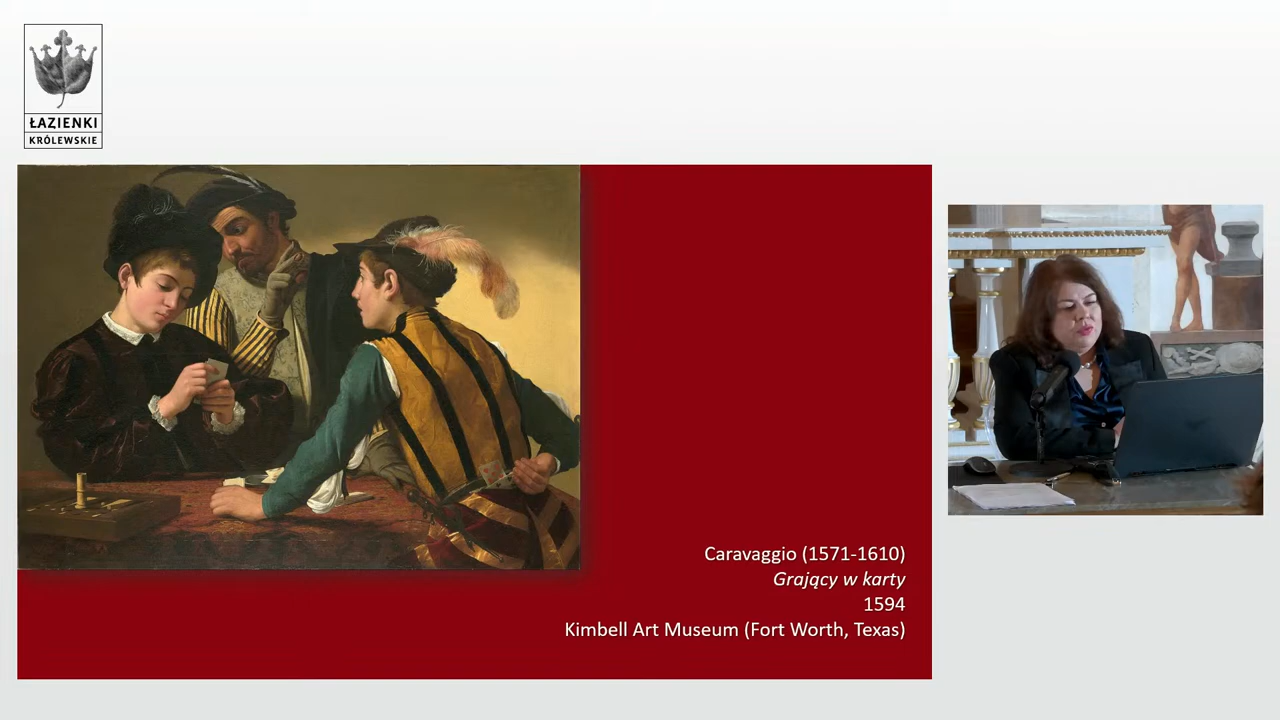 ŁAZIENKI
KRÓLEWSKIE
Caravaggio (1571-1610)
Grający w karty
1594
Kimbell Art Museum (Fort Worth, Texas)